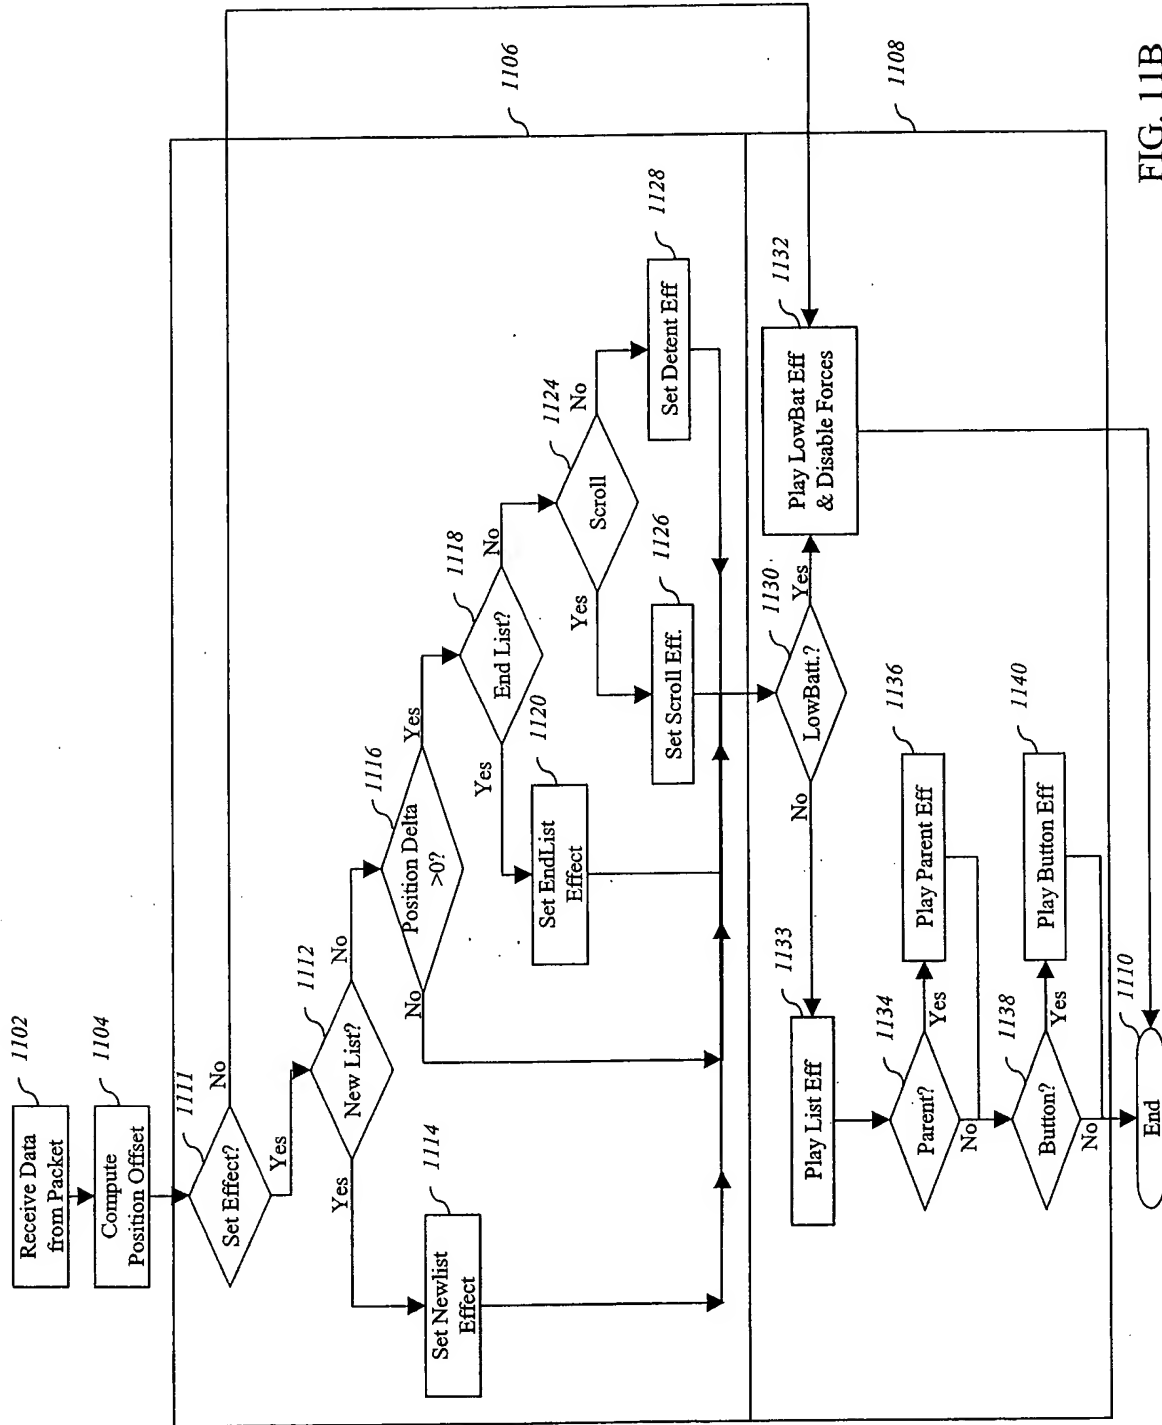 Receive Data
from Packet
1102
Compute
Position Offset
1104
Set Effect?
1111
No
Yes
1106
New List?
1112
Yes
No
Set Newlist
Effect
1114
Position Delta
>0?
1116
No
Yes
End List?
1118
Yes
No
Set EndList
Effect
1120
Scroll
1124
Yes
No
Set Scroll Eff.
1126
Set Detent Eff
1128
LowBatt.?
1130
Yes
No
Play LowBat Eff
& Disable Forces
1132
1108
Play List Eff
1133
Parent?
1134
Yes
No
Play Parent Eff
1136
Button?
1138
Yes
No
Play Button Eff
1140
End
1110
FIG. 11B